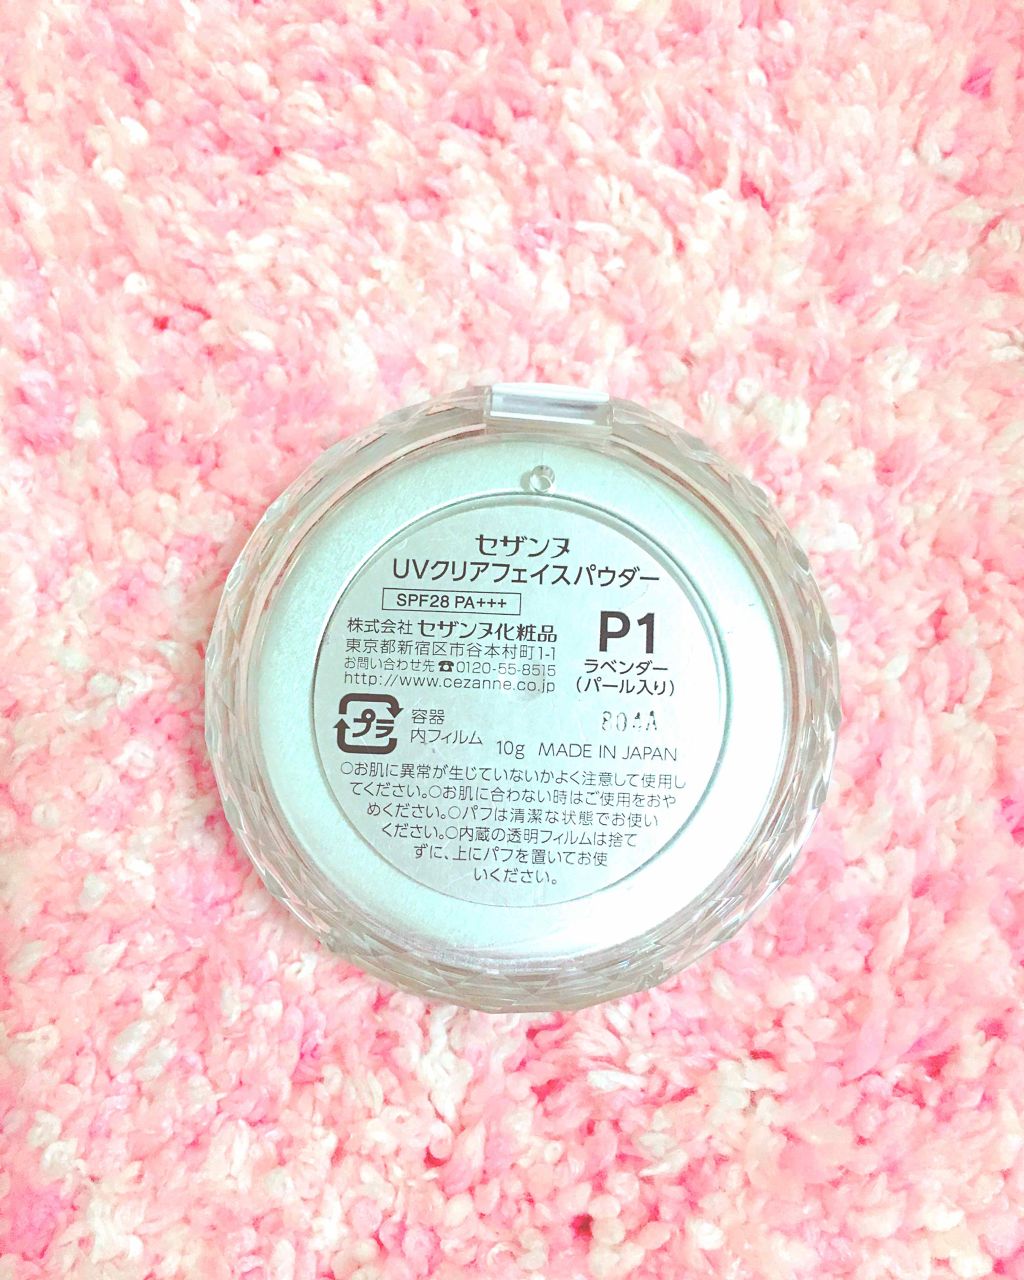 セザンヌ
UVクリアフェイスパウダー
SPF28 PA+++
株式会社 セザンヌ化粧品
東京都新宿区市谷本村町1-1
お問い合わせ先☎0120-55-8515
http://www.cezanne.co.jp
P1
ラベンダー
(パール入り)
804A
プラ
容器
内フィルム
10g MADE IN JAPAN
○お肌に異常が生じていないかよく注意して使用し
てください。○お肌に合わない時はご使用をおや
めください。○パフは清潔な状態でお使い
ください。○内蔵の透明フィルムは捨て
ずに、上にパフを置いてお使
いください。